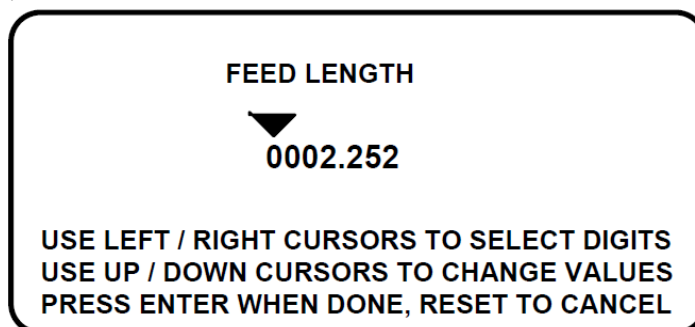 FEED LENGTH
0002.252
USE LEFT / RIGHT CURSORS TO SELECT DIGITS
USE UP / DOWN CURSORS TO CHANGE VALUES
PRESS ENTER WHEN DONE, RESET TO CANCEL